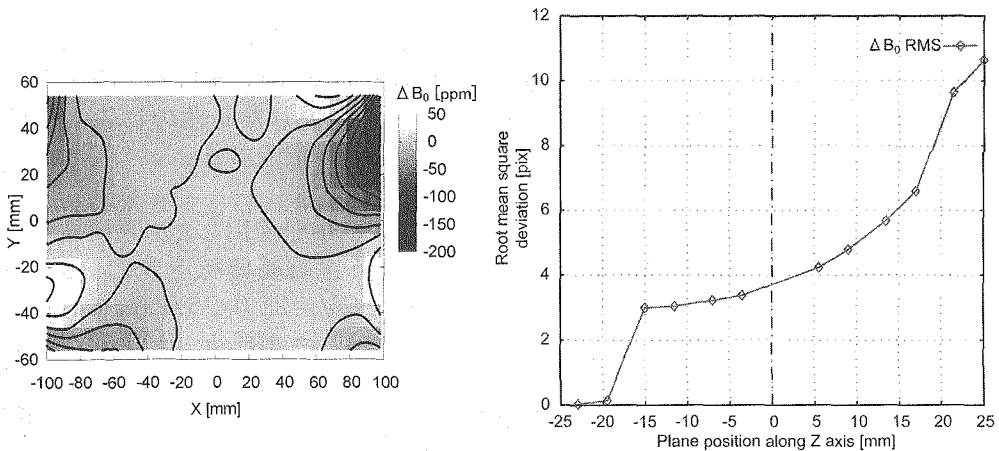 60
40
20
0
-20
-40
-60
Y [mm]
-100 -80 -60 -40 -20 0 20 40 60 80 100
X [mm]
Δ B₀ [ppm]
50
0
-50
-100
-150
-200
12
10
8
6
4
2
0
Root mean square
deviation [pix]
Δ B₀ RMS
-25 -20 -15 -10 -5 0 5 10 15 20 25
Plane position along Z axis [mm]